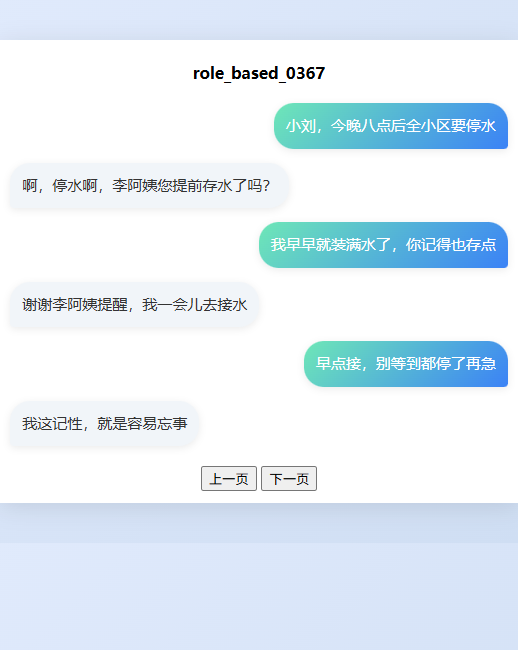 role_based_0367
小刘，今晚八点后全小区要停水
啊，停水啊，李阿姨您提前存水了吗？
我早早就装满水了，你记得也存点
谢谢李阿姨提醒，我一会儿去接水
早点接，别等到都停了再急
我这记性，就是容易忘事
上一页 下一页